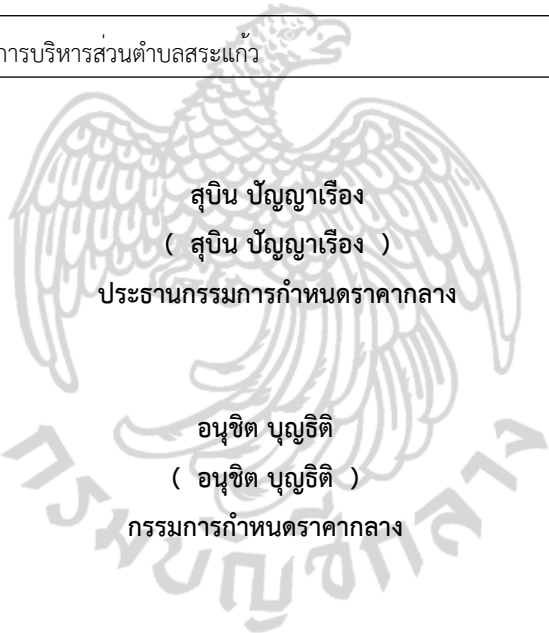 การบริหารส่วนตำบลสระแก้ว
สุบิน ปัญญาเรือง
( สุบิน ปัญญาเรือง )
ประธานกรรมการกำหนดราคากลาง
อนุชิต บุญธิติ
( อนุชิต บุญธิติ )
กรรมการกำหนดราคากลาง
กรมบัญชีกลาง